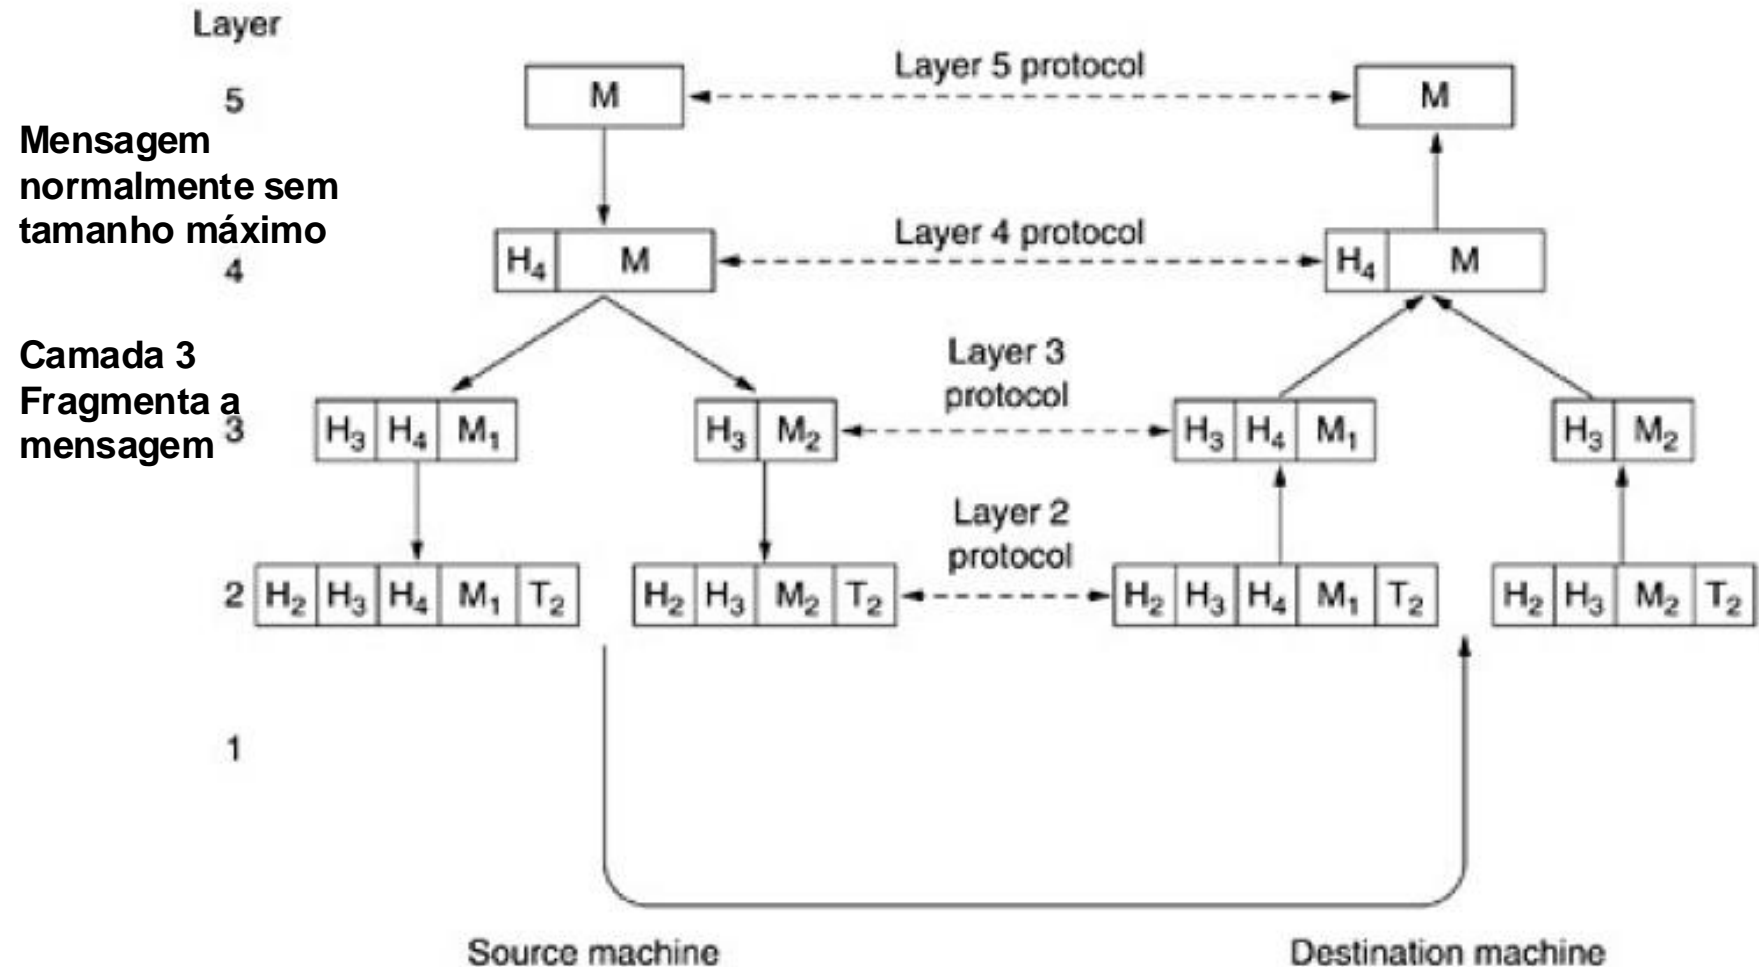 Layer
5
M
Layer 5 protocol
M
Mensagem
normalmente sem
tamanho máximo
4
H₄ M
Layer 4 protocol
H₄ M
Camada 3
Fragmenta a
mensagem
3
H₃ H₄ M₁
H₃ M₂
Layer 3
protocol
H₃ H₄ M₁
H₃ M₂
Layer 2
protocol
2
H₂ H₃ H₄ M₁ T₂
H₂ H₃ M₂ T₂
H₂ H₃ H₄ M₁ T₂
H₂ H₃ M₂ T₂
1
Source machine
Destination machine